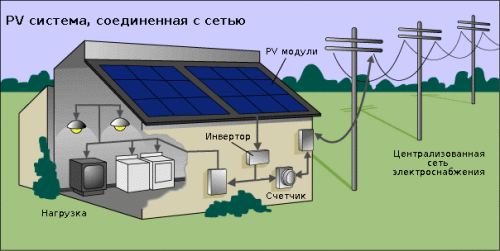 PV система, соединенная с сетью
PV модули
Инвертор
Счетчик
Нагрузка
Централизованная
сеть
электроснабжения